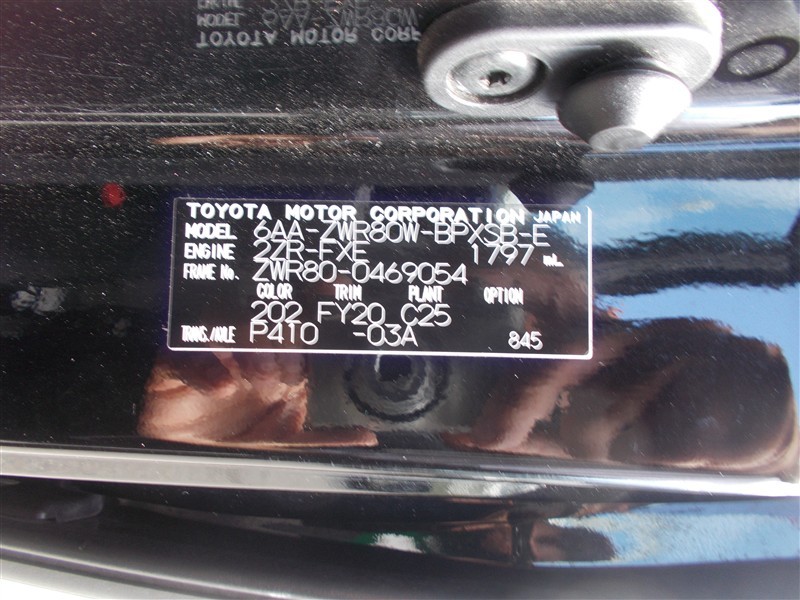 TOYOTA MOTOR CORP
TOYOTA MOTOR CORPORATION JAPAN
MODEL 6AA-ZWR80W-BPXSB-E
ENGINE 2ZR-FXE 1797 mL
FRAME No. ZWR80-0469054
COLOR TRIM PLANT OPTION
202 FY20 C25
TRANS./AXLE P410 -03A 845